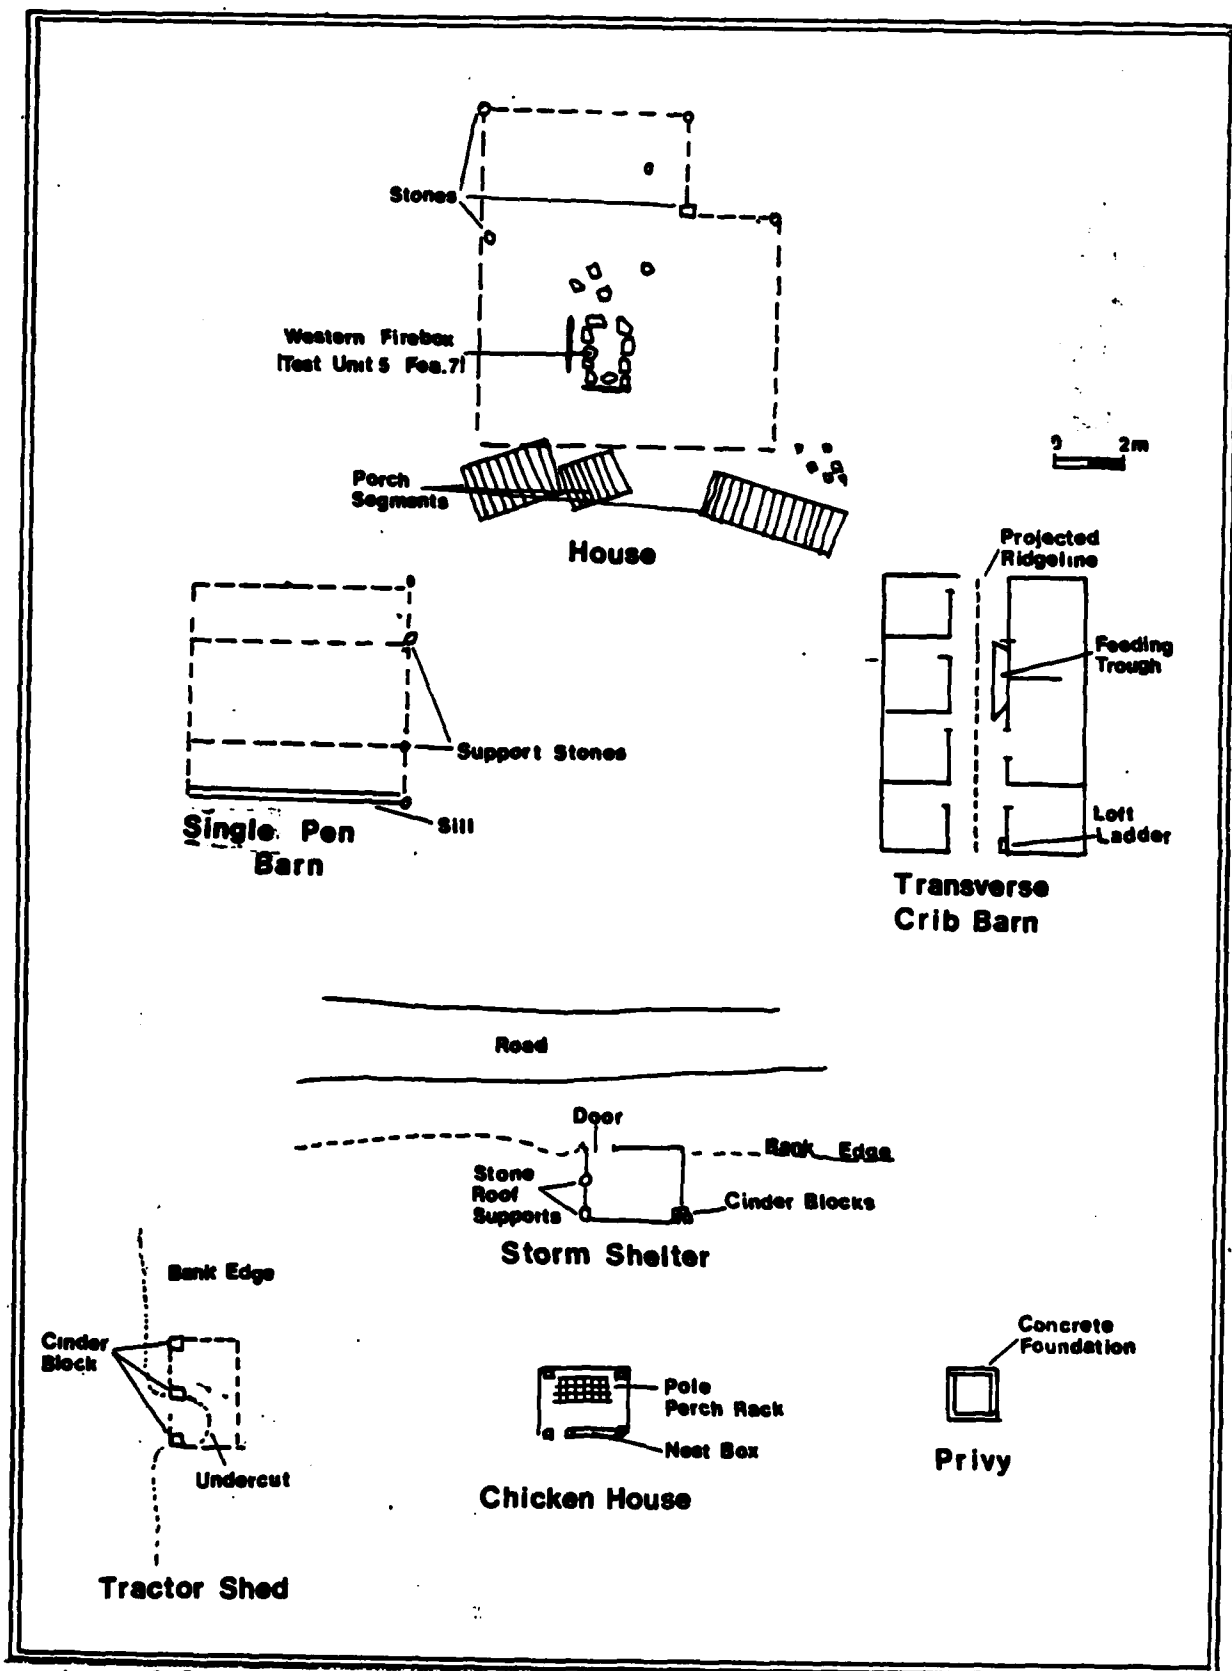 Stones
Western Firebox
[Test Unit 5 Fea.7]
0 2m
Porch
Segments
House
Projected
Ridgeline
Feeding
Trough
Support Stones
Sill
Single Pen
Barn
Loft
Ladder
Transverse
Crib Barn
Road
Door
Bank Edge
Stone
Roof
Supports
Cinder Blocks
Storm Shelter
Bank Edge
Cinder
Block
Undercut
Tractor Shed
Pole
Perch Rack
Nest Box
Chicken House
Concrete
Foundation
Privy